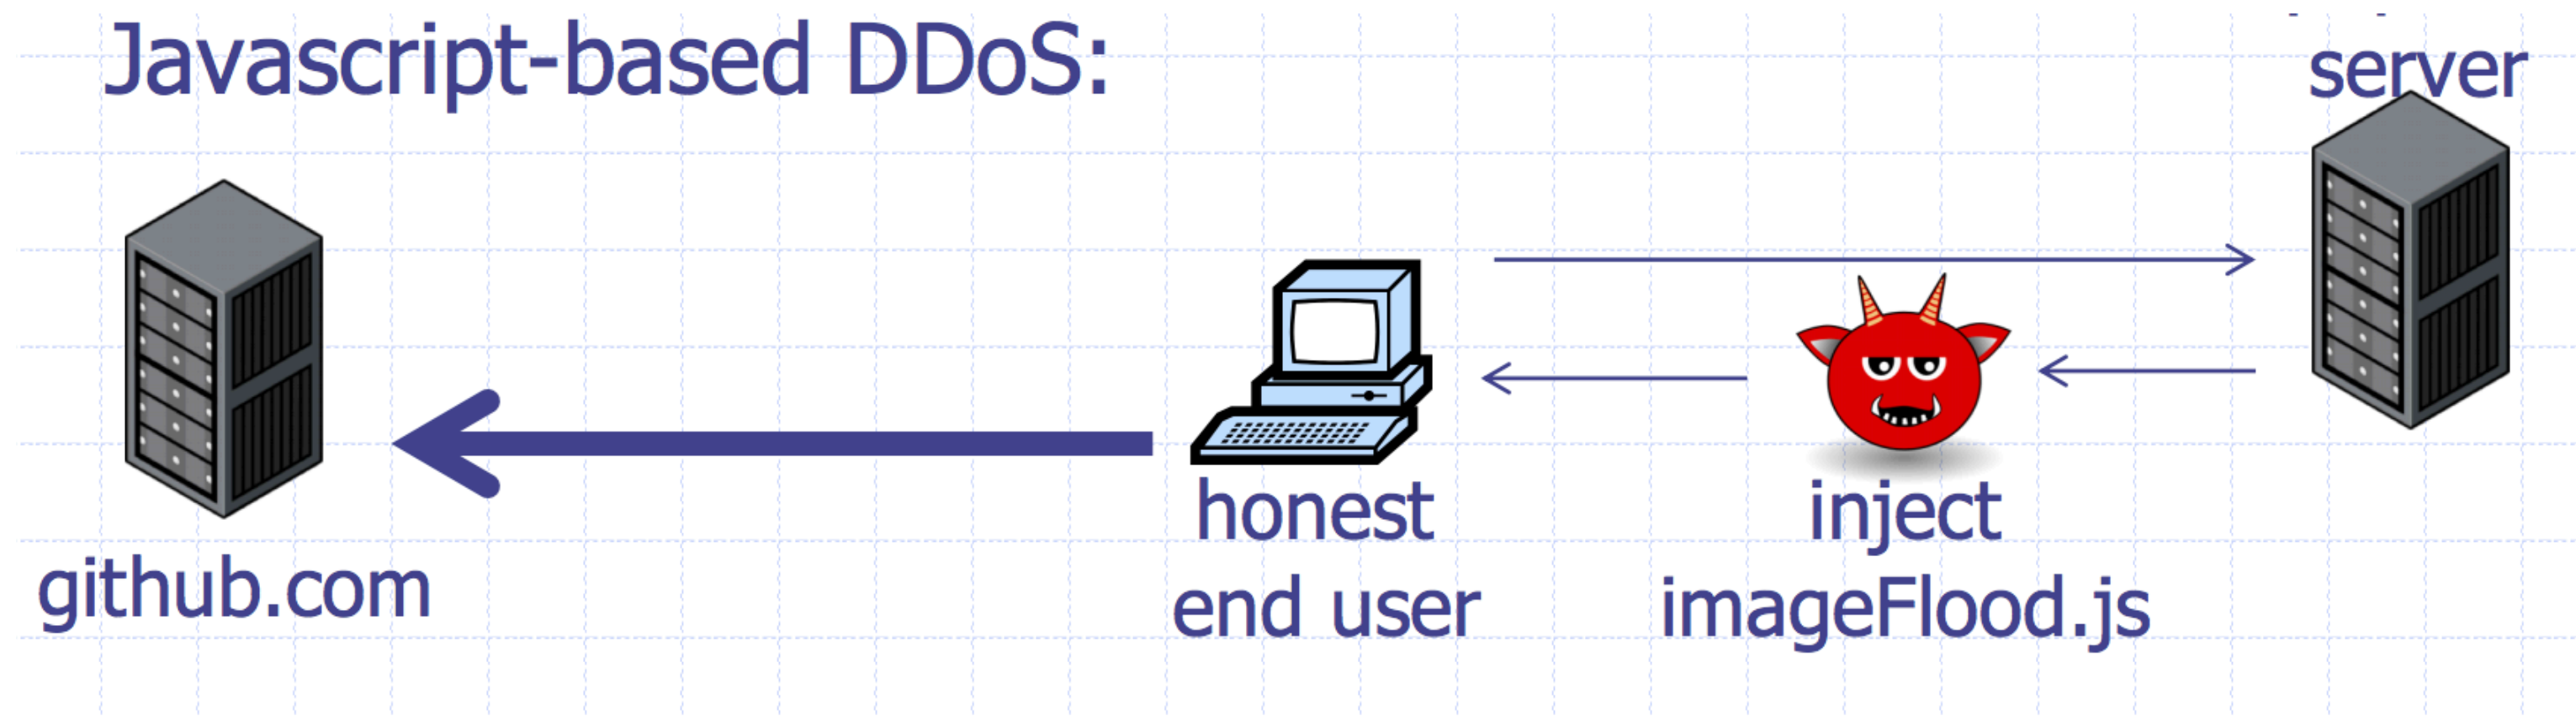 Javascript-based DDoS:
server
github.com
honest
end user
inject
imageFlood.js